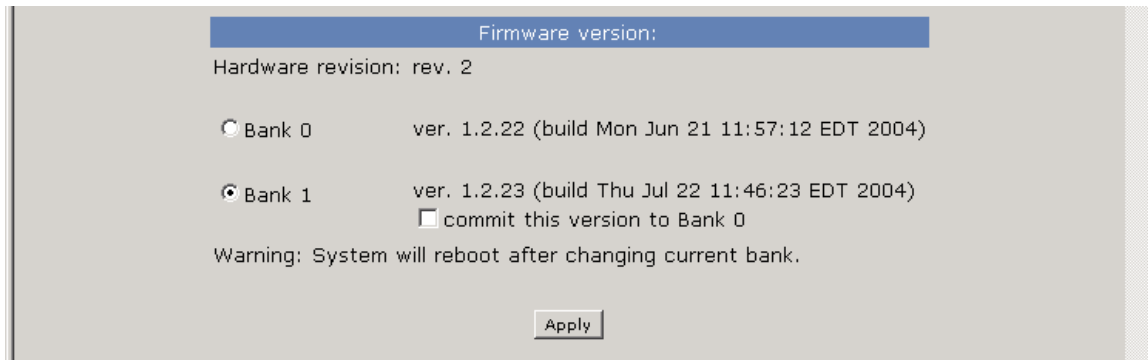 Firmware version:
Hardware revision: rev. 2
Bank 0 ver. 1.2.22 (build Mon Jun 21 11:57:12 EDT 2004)
Bank 1 ver. 1.2.23 (build Thu Jul 22 11:46:23 EDT 2004)
commit this version to Bank 0
Warning: System will reboot after changing current bank.
Apply